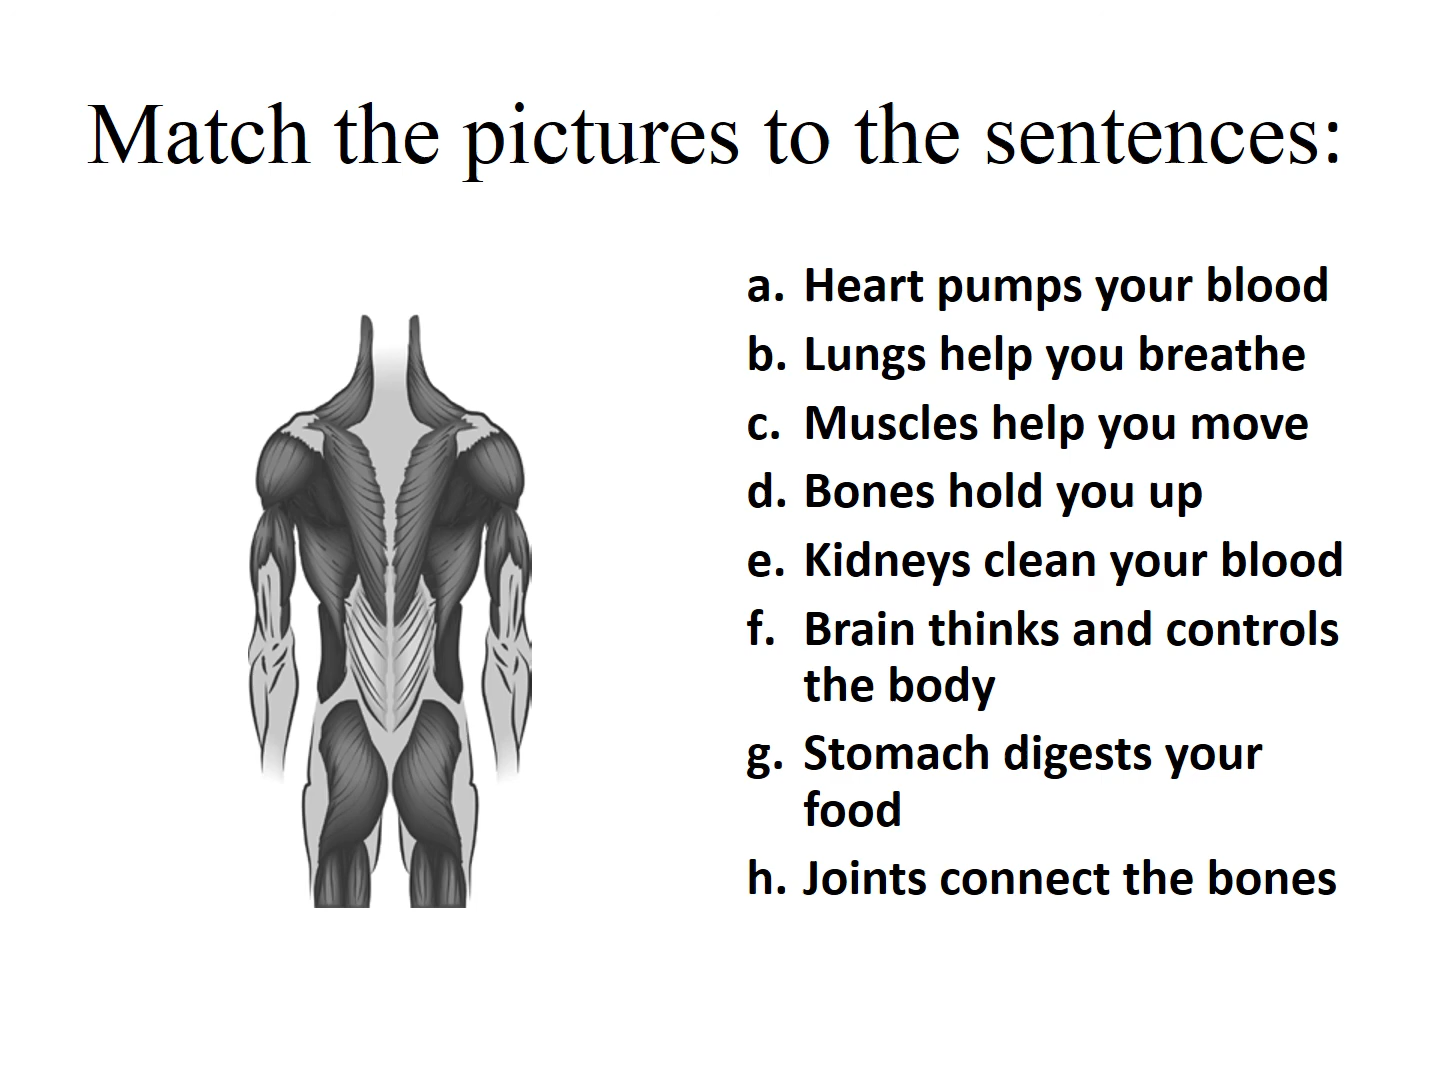 Match the pictures to the sentences:
a. Heart pumps your blood
b. Lungs help you breathe
c. Muscles help you move
d. Bones hold you up
e. Kidneys clean your blood
f. Brain thinks and controls
the body
g. Stomach digests your
food
h. Joints connect the bones